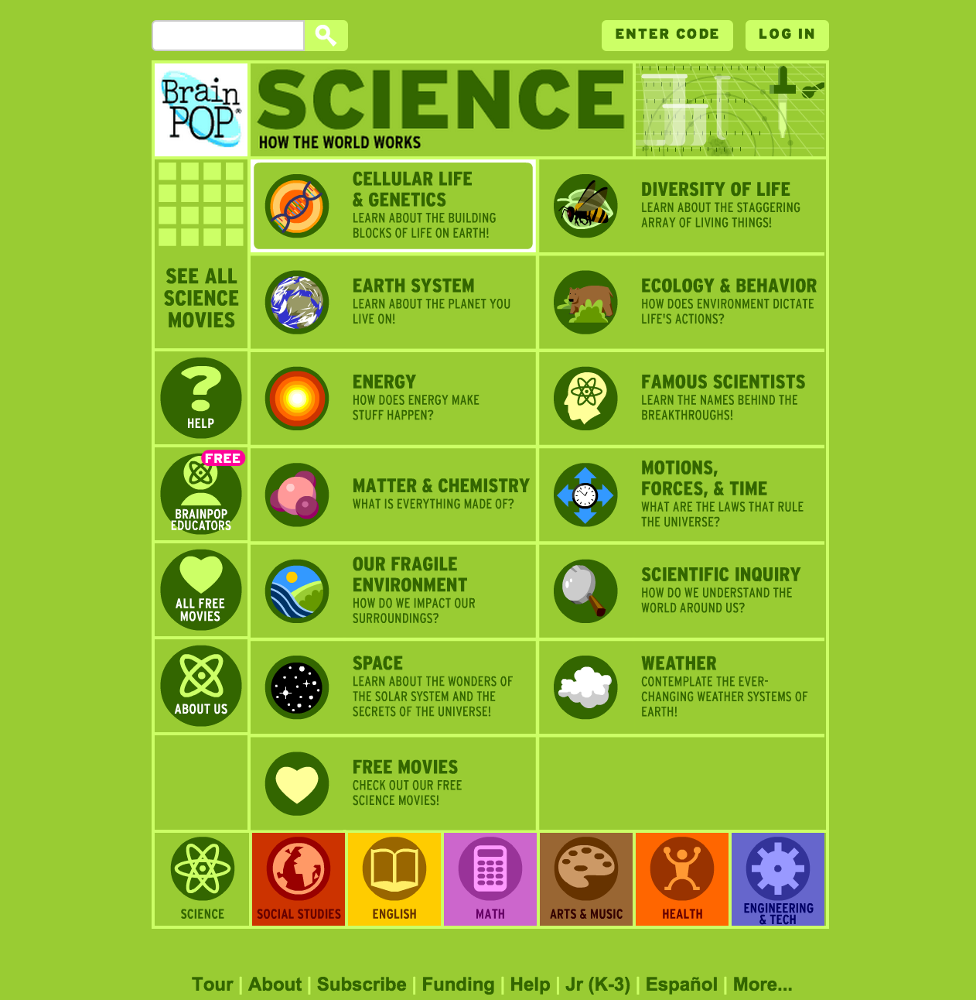 ENTER CODE
LOG IN
Brain
POP®
SCIENCE
HOW THE WORLD WORKS
SEE ALL
SCIENCE
MOVIES
CELLULAR LIFE
& GENETICS
LEARN ABOUT THE BUILDING
BLOCKS OF LIFE ON EARTH!
DIVERSITY OF LIFE
LEARN ABOUT THE STAGGERING
ARRAY OF LIVING THINGS!
EARTH SYSTEM
LEARN ABOUT THE PLANET YOU
LIVE ON!
ECOLOGY & BEHAVIOR
HOW DOES ENVIRONMENT DICTATE
LIFE'S ACTIONS?
HELP
ENERGY
HOW DOES ENERGY MAKE
STUFF HAPPEN?
FAMOUS SCIENTISTS
LEARN THE NAMES BEHIND THE
BREAKTHROUGHS!
FREE
BRAINPOP
EDUCATORS
MATTER & CHEMISTRY
WHAT IS EVERYTHING MADE OF?
MOTIONS,
FORCES, & TIME
WHAT ARE THE LAWS THAT RULE
THE UNIVERSE?
ALL FREE
MOVIES
OUR FRAGILE
ENVIRONMENT
HOW DO WE IMPACT OUR
SURROUNDINGS?
SCIENTIFIC INQUIRY
HOW DO WE UNDERSTAND THE
WORLD AROUND US?
ABOUT US
SPACE
LEARN ABOUT THE WONDERS OF
THE SOLAR SYSTEM AND THE
SECRETS OF THE UNIVERSE!
WEATHER
CONTEMPLATE THE EVER-
CHANGING WEATHER SYSTEMS OF
EARTH!
FREE MOVIES
CHECK OUT OUR FREE
SCIENCE MOVIES!
SCIENCE
SOCIAL STUDIES
ENGLISH
MATH
ARTS & MUSIC
HEALTH
ENGINEERING
& TECH
Tour | About | Subscribe | Funding | Help | Jr (K-3) | Español | More...